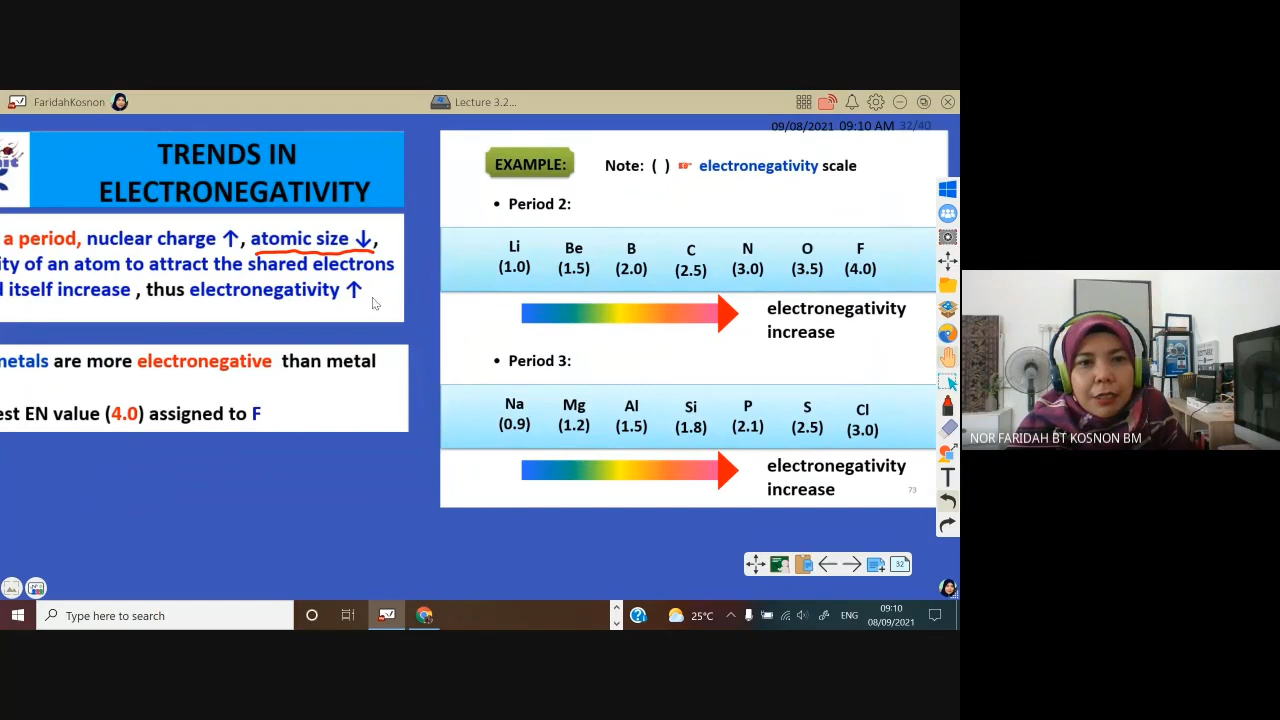 FaridahKosnon
Lecture 3.2...
09/08/2021 09:10 AM 32/40
TRENDS IN
ELECTRONEGATIVITY
a period, nuclear charge ↑, atomic size ↓,
ity of an atom to attract the shared electrons
d itself increase , thus electronegativity ↑
metals are more electronegative than metal
est EN value (4.0) assigned to F
EXAMPLE:
Note: ( ) ☞ electronegativity scale
• Period 2:
Li Be B C N O F
(1.0) (1.5) (2.0) (2.5) (3.0) (3.5) (4.0)
electronegativity
increase
• Period 3:
Na Mg Al Si P S Cl
(0.9) (1.2) (1.5) (1.8) (2.1) (2.5) (3.0)
electronegativity
increase
73
NOR FARIDAH BT KOSNON BM
T
32
Type here to search
25°C
ENG
09:10
08/09/2021